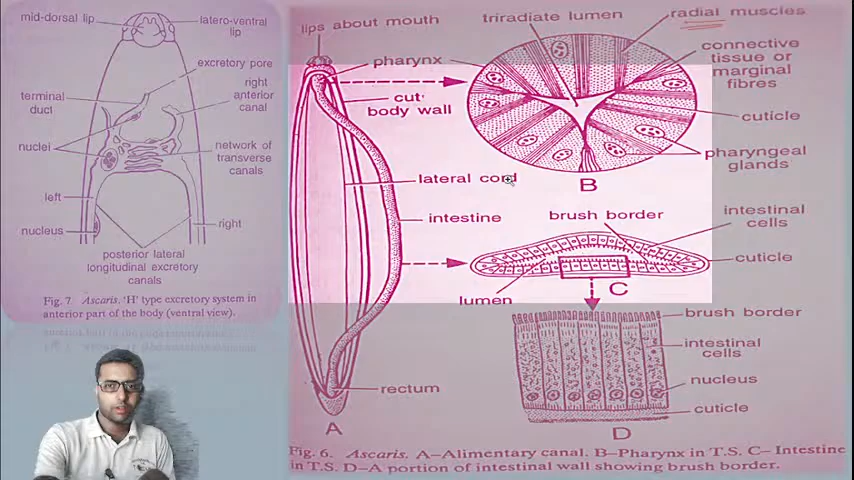 mid-dorsal lip
latero-ventral
lip
excretory pore
right
anterior
canal
terminal
duct
nuclei
network of
transverse
canals
left
nucleus
right
posterior lateral
longitudinal excretory
canals
Fig. 7 Ascaris. 'H' type excretory system in
anterior part of the body (ventral view).
lips about mouth
pharynx
cut
body wall
lateral cord
intestine
rectum
A
triradiate lumen
radial muscles
connective
tissue or
marginal
fibres
cuticle
pharyngeal
glands
B
brush border
intestinal
cells
cuticle
lumen
C
brush border
intestinal
cells
nucleus
cuticle
D
Fig. 6. Ascaris. A–Alimentary canal. B–Pharynx in T.S. C– Intestine
in T.S. D–A portion of intestinal wall showing brush border.